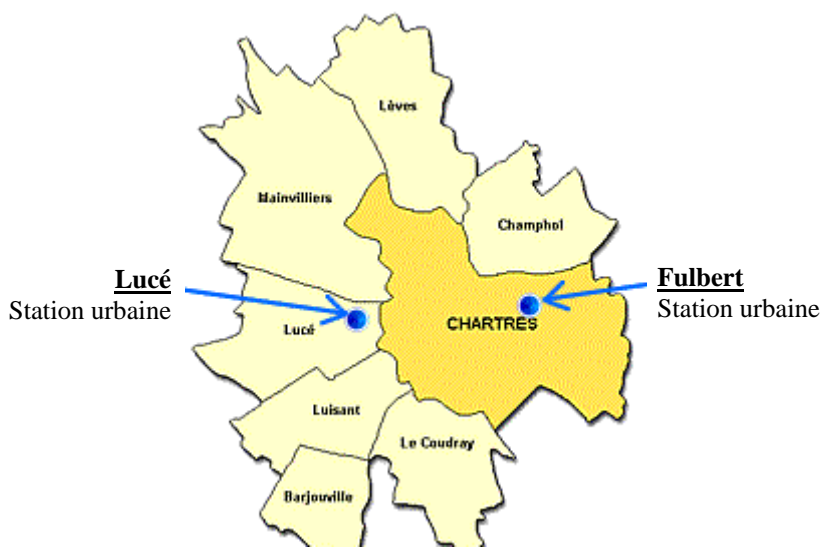 Lèves
Mainvilliers
Champhol
Lucé
Station urbaine
Fulbert
Station urbaine
Lucé
CHARTRES
Luisant
Le Coudray
Barjouville